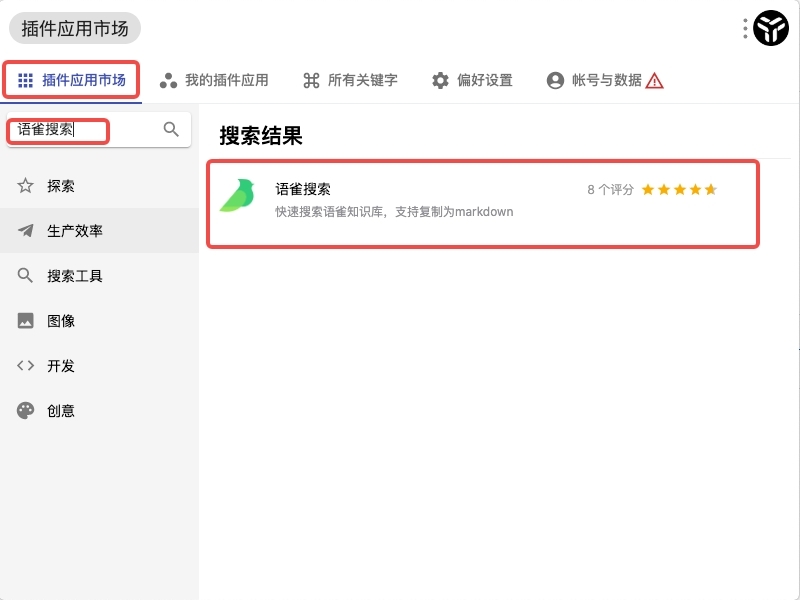 插件应用市场
插件应用市场
我的插件应用
所有关键字
偏好设置
帐号与数据
语雀搜索
探索
生产效率
搜索工具
图像
开发
创意
搜索结果
语雀搜索
8 个评分
快速搜索语雀知识库，支持复制为markdown